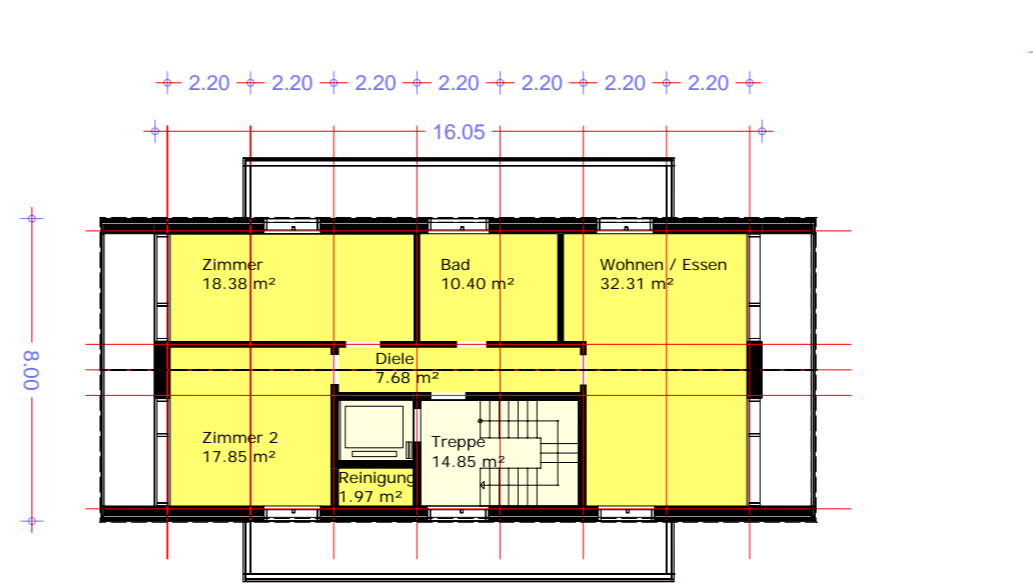 2.20 2.20 2.20 2.20 2.20 2.20 2.20
16.05
8.00
Zimmer
18.38 m²
Bad
10.40 m²
Wohnen / Essen
32.31 m²
Diele
7.68 m²
Zimmer 2
17.85 m²
Treppe
14.85 m²
Reinigung
1.97 m²